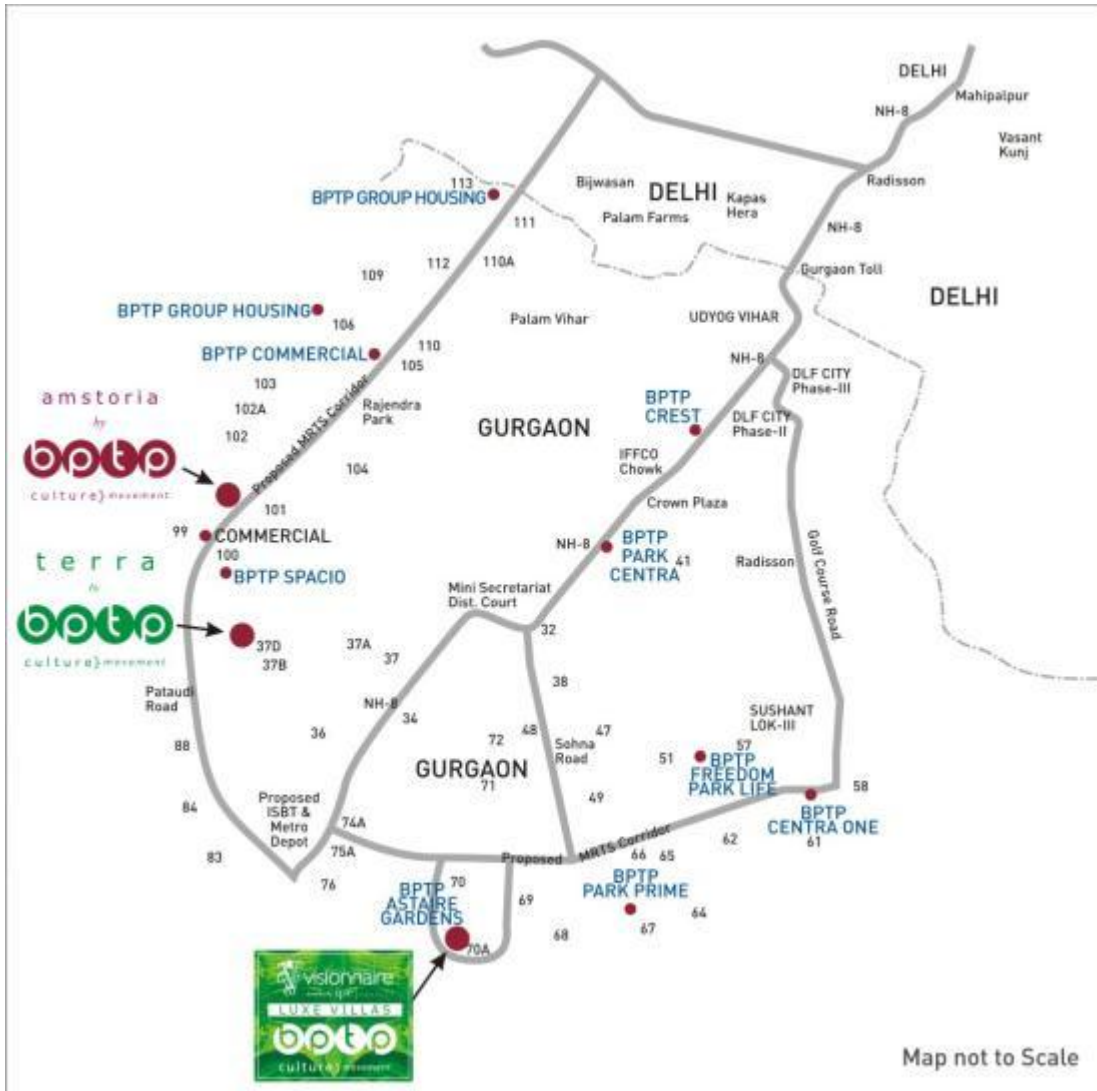 DELHI
NH-8
Mahipalpur
Vasant
Kunj
Radisson
113
BPTP GROUP HOUSING
Bijwasan
DELHI
Kapas
Hera
Palam Farms
111
NH-8
112
110A
109
Gurgaon Toll
DELHI
BPTP GROUP HOUSING
106
Palam Vihar
UDYOG VIHAR
BPTP COMMERCIAL
110
105
NH-8
103
DLF CITY
Phase-III
amstoria
by
bptp
culture}movement
102A
Rajendra
Park
Proposed MRTS Corridor
BPTP
CREST
DLF CITY
Phase-II
102
GURGAON
IFFCO
Chowk
104
Crown Plaza
101
99
COMMERCIAL
NH-8
BPTP
PARK
CENTRA
41
Radisson
Golf Course Road
100
BPTP SPACIO
terra
bptp
culture}movement
Mini Secretariat
Dist. Court
32
37D
37B
37A
37
38
Pataudi
Road
NH-8
34
36
88
72
48
47
Sohna
Road
SUSHANT
LOK-III
57
51
BPTP
FREEDOM
PARK LIFE
GURGAON
71
58
49
84
Proposed
ISBT &
Metro
Depot
74A
BPTP
CENTRA ONE
61
62
83
75A
76
Proposed
MRTS Corridor
66
65
BPTP
PARK PRIME
67
64
BPTP
ASTAIRE
GARDENS
70
69
68
70A
visionnaire
LUXE VILLAS
bptp
culture}movement
Map not to Scale